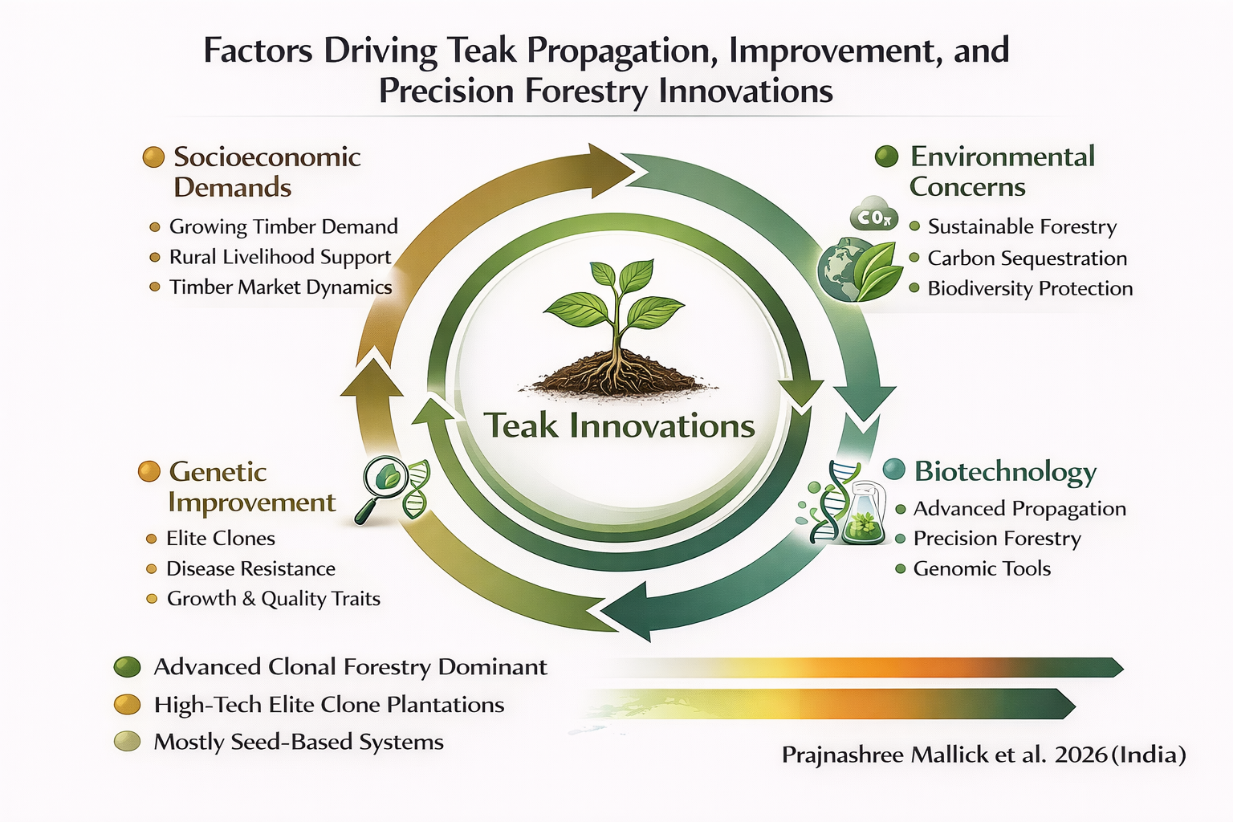 Factors Driving Teak Propagation, Improvement, and
Precision Forestry Innovations
Socioeconomic
Demands
Growing Timber Demand
Rural Livelihood Support
Timber Market Dynamics
Environmental
Concerns
COx
Sustainable Forestry
Carbon Sequestration
Biodiversity Protection
Teak Innovations
Genetic
Improvement
Elite Clones
Disease Resistance
Growth & Quality Traits
Biotechnology
Advanced Propagation
Precision Forestry
Genomic Tools
Advanced Clonal Forestry Dominant
High-Tech Elite Clone Plantations
Mostly Seed-Based Systems
Prajnashree Mallick et al. 2026(India)